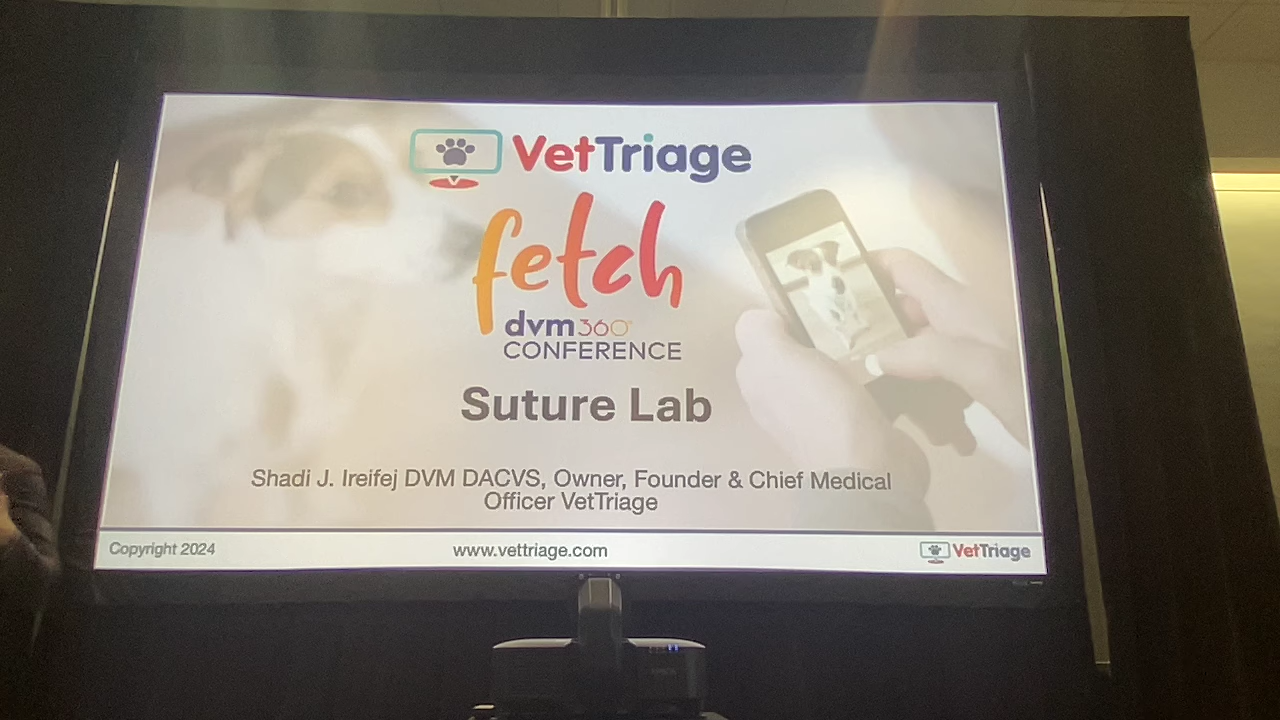 VetTriage
fetch
dvm360°
CONFERENCE
Suture Lab
Shadi J. Ireifej DVM DACVS, Owner, Founder & Chief Medical
Officer VetTriage
Copyright 2024
www.vettriage.com
VetTriage